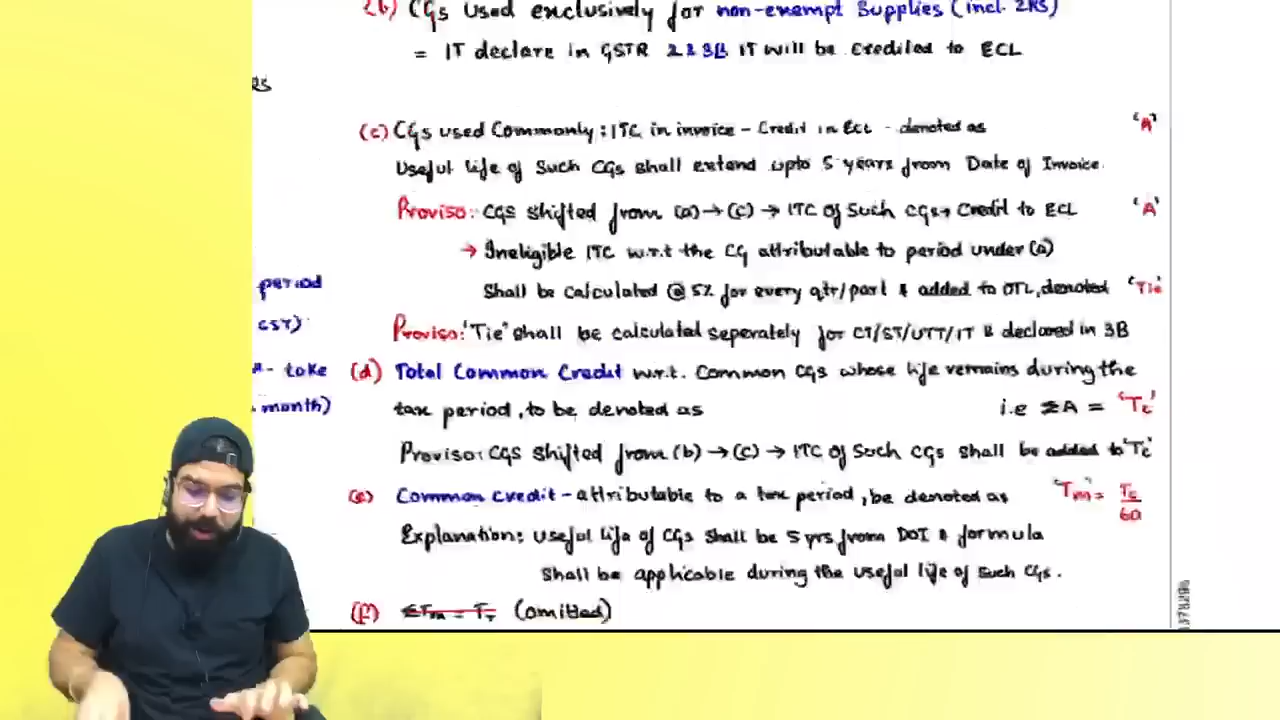 (b) CGs used exclusively for non-exempt Supplies (incl. ZRS)
= IT declare in GSTR 2 & 3B IT will be Credited to ECL
RS
(c) CGs used Commonly: ITC in invoice - Credit in ECL - denoted as 'A'
Useful life of Such CGs shall extend upto 5 years from Date of Invoice.
Proviso: CGs shifted from (a) → (c) → ITC of Such CGs → Credit to ECL 'A'
→ Ineligible ITC w.r.t the CG attributable to period under (a)
period
Shall be Calculated @ 5% for every qtr/part & added to OTL, denoted 'Tie'
GST)
Proviso: 'Tie' shall be calculated seperately for CT/ST/UTT/IT & declared in 3B
- take
(d) Total Common Credit w.r.t. Common CGs whose life remains during the
month)
tax period, to be denoted as i.e ΣA = 'Tc'
Proviso: CGs shifted from (b) → (c) → ITC of Such CGs shall be added to 'Tc'
(e) Common credit - attributable to a tax period, be denoted as 'Tm' = Tc/60
Explanation: Useful life of CGs shall be 5 yrs from DOI & formula
Shall be applicable during the useful life of such CGs.
(f) ΣTm = Tr (omitted)